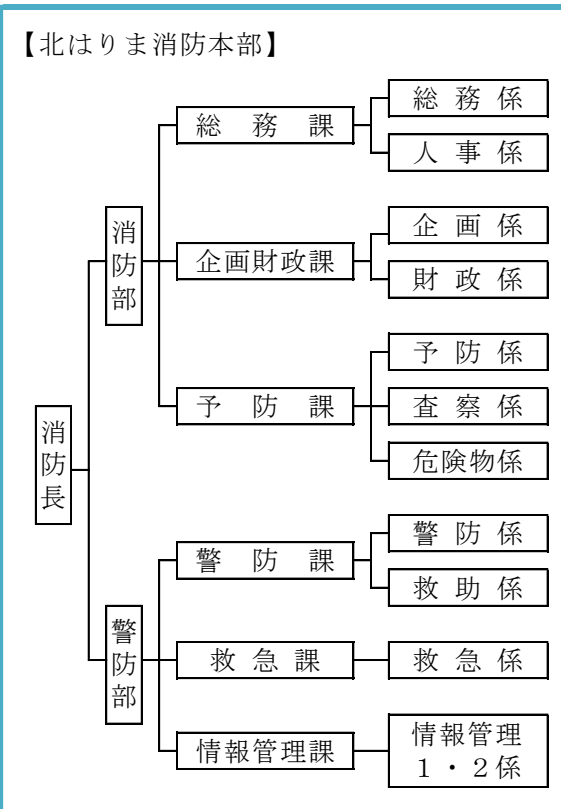 【北はりま消防本部】
消防長
消防部
総務課
総務係
人事係
企画財政課
企画係
財政係
予防課
予防係
査察係
危険物係
警防部
警防課
警防係
救助係
救急課
救急係
情報管理課
情報管理
1・2係